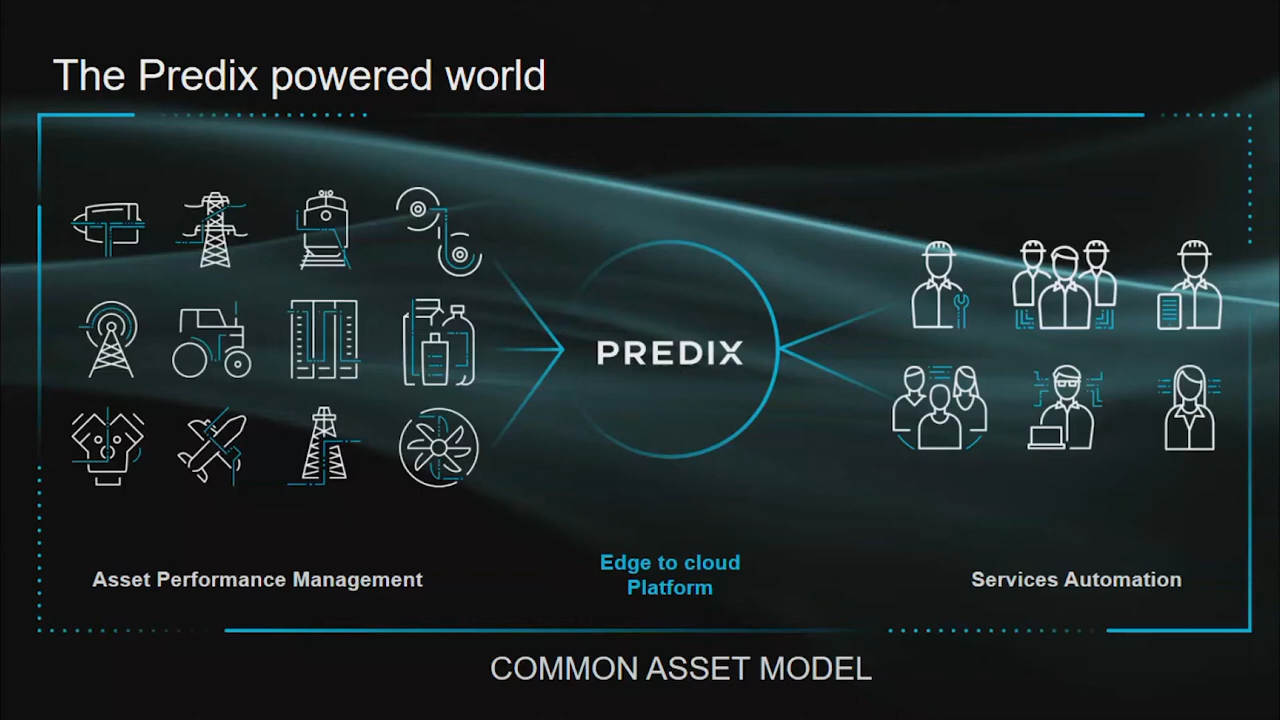 The Predix powered world
PREDIX
Asset Performance Management
Edge to cloud
Platform
Services Automation
COMMON ASSET MODEL